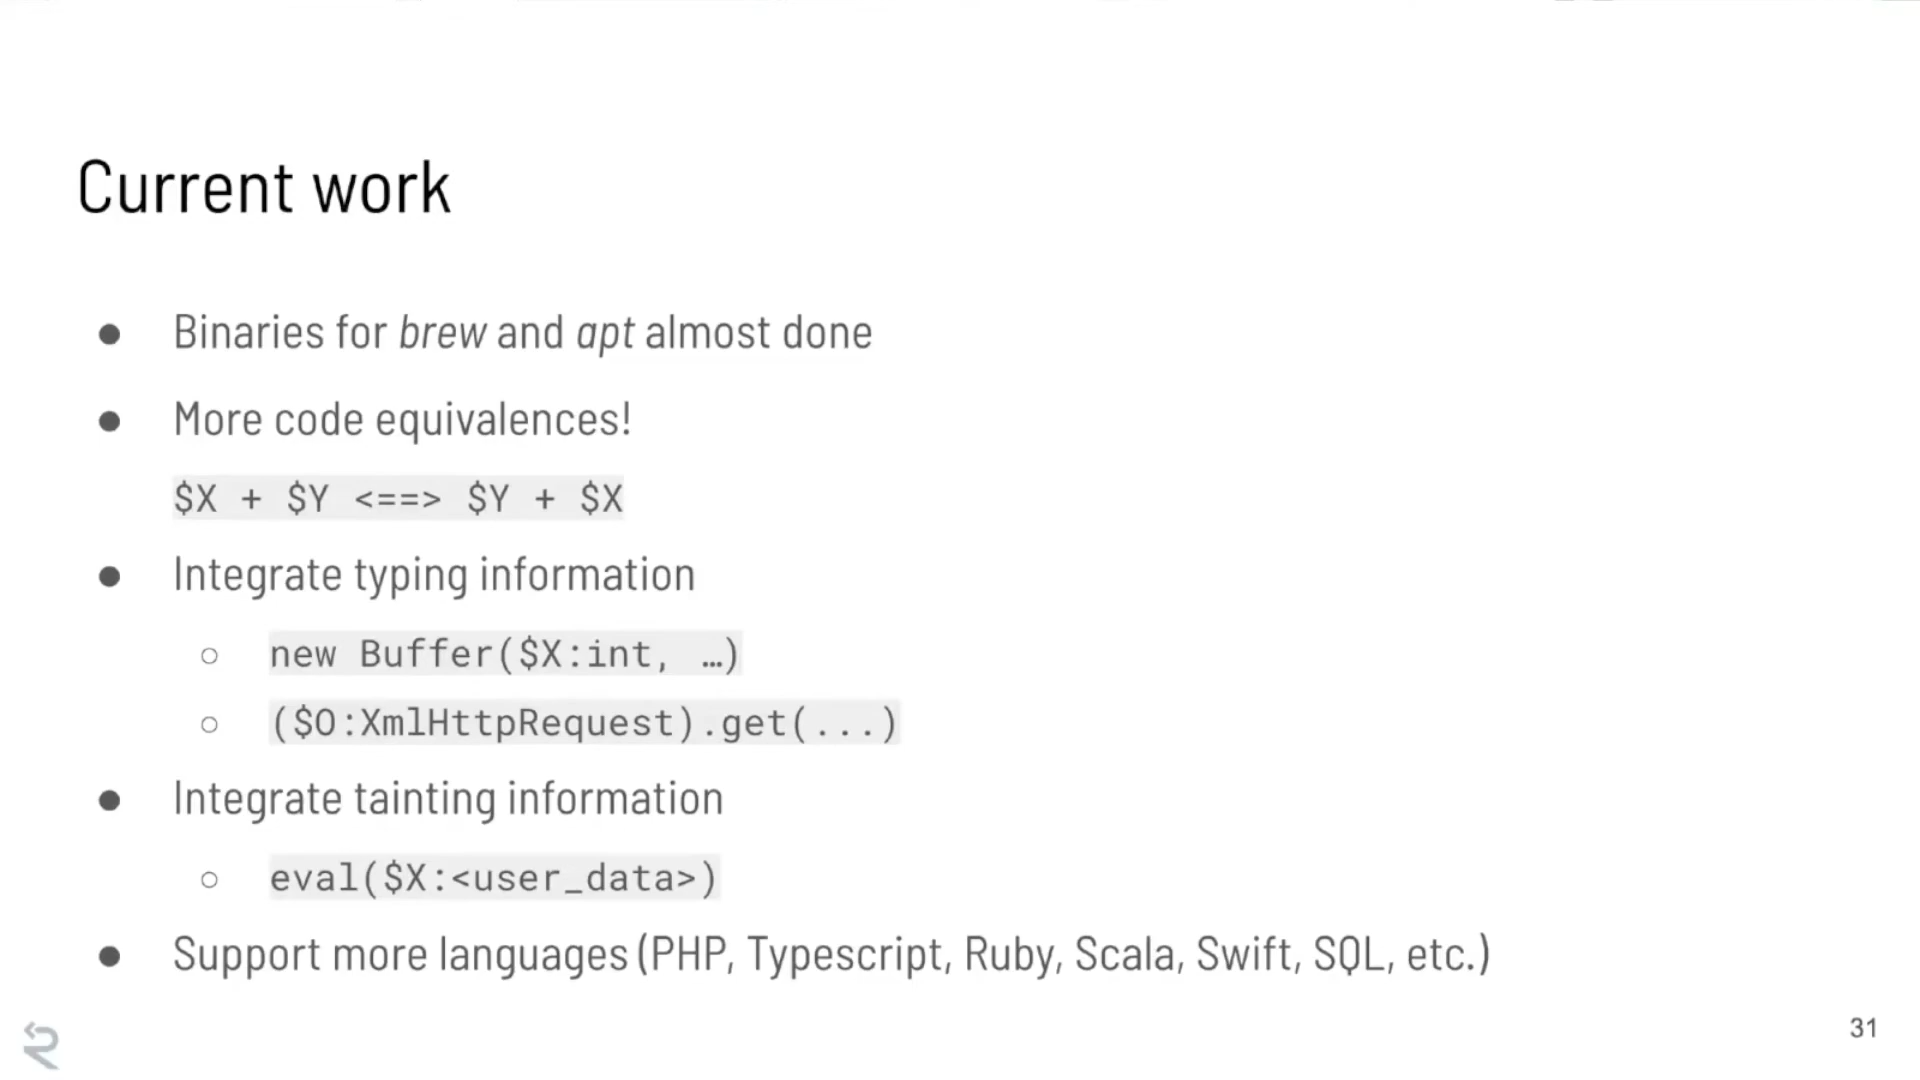 Current work
● Binaries for brew and apt almost done
● More code equivalences!
$X + $Y <==> $Y + $X
● Integrate typing information
○ new Buffer($X:int, …)
○ ($O:XmlHttpRequest).get(...)
● Integrate tainting information
○ eval($X:<user_data>)
● Support more languages (PHP, Typescript, Ruby, Scala, Swift, SQL, etc.)
31